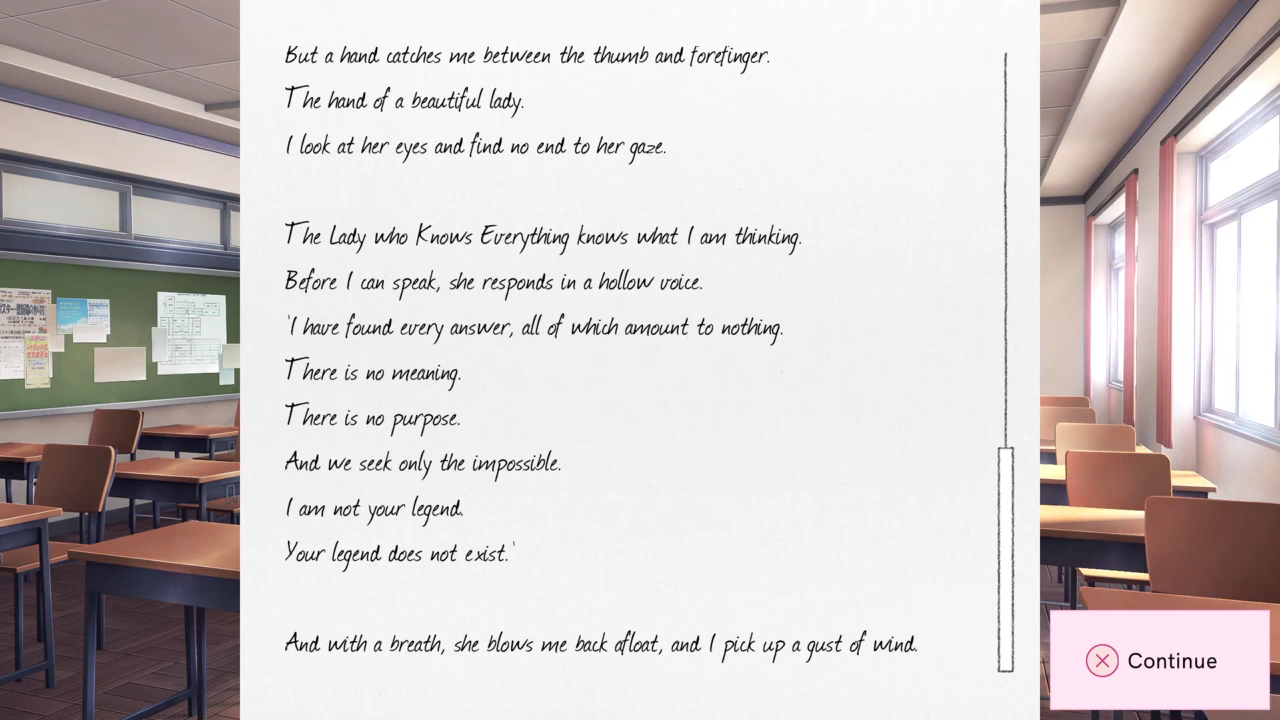 But a hand catches me between the thumb and forefinger.
The hand of a beautiful lady.
I look at her eyes and find no end to her gaze.
The Lady who Knows Everything knows what I am thinking.
Before I can speak, she responds in a hollow voice.
'I have found every answer, all of which amount to nothing.
There is no meaning.
There is no purpose.
And we seek only the impossible.
I am not your legend.
Your legend does not exist.'
And with a breath, she blows me back afloat, and I pick up a gust of wind.
Continue